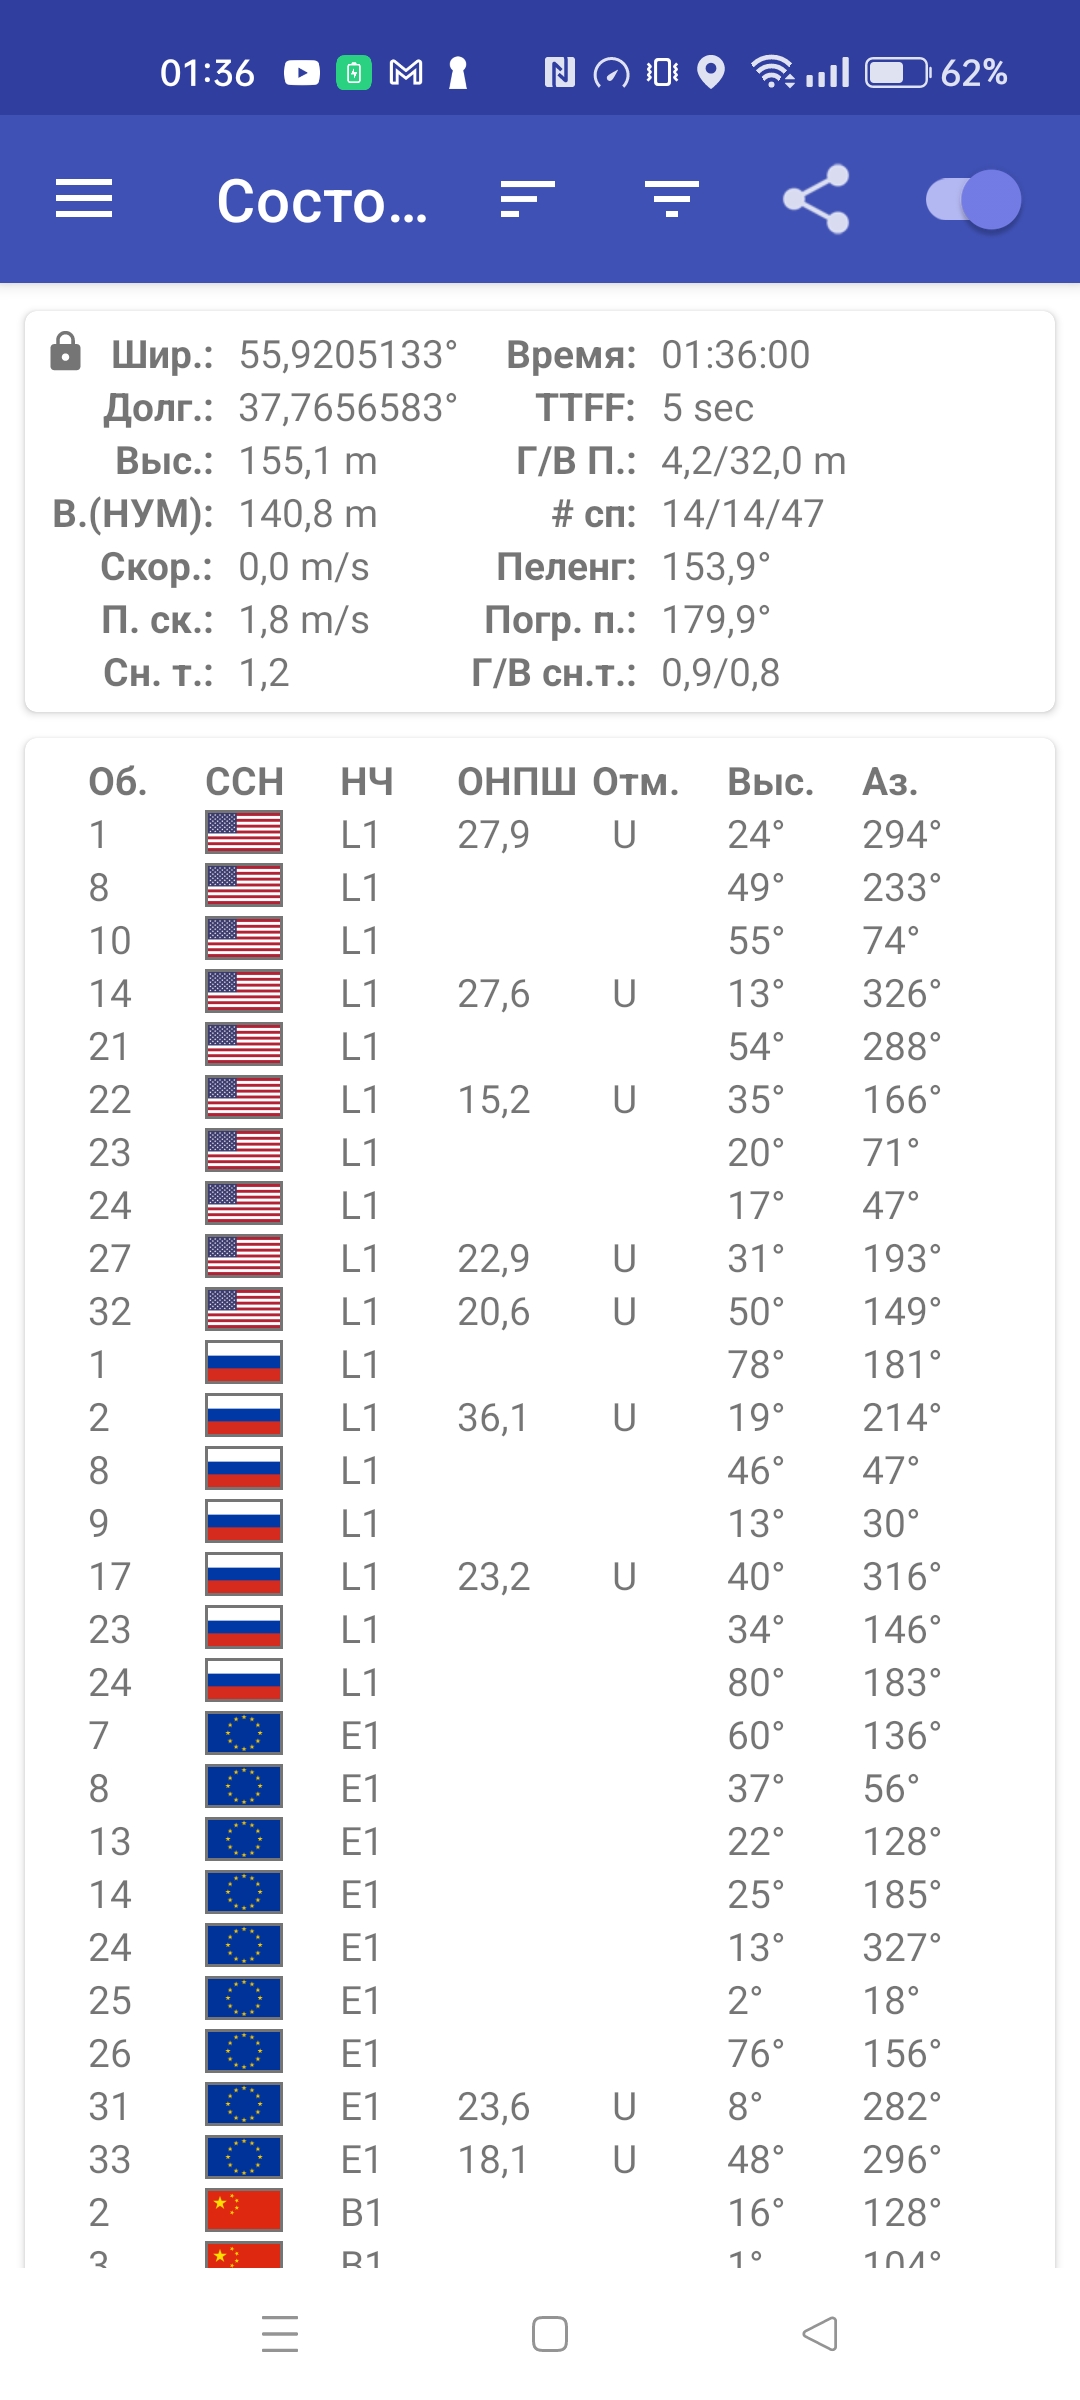 01:36 62%
Состо...
Шир.: 55,9205133° Время: 01:36:00
Долг.: 37,7656583° TTFF: 5 sec
Выс.: 155,1 m Г/В П.: 4,2/32,0 m
В.(НУМ): 140,8 m # сп: 14/14/47
Скор.: 0,0 m/s Пеленг: 153,9°
П. ск.: 1,8 m/s Погр. п.: 179,9°
Сн. т.: 1,2 Г/В сн.т.: 0,9/0,8
Об. ССН НЧ ОНПШ Отм. Выс. Аз.
1 L1 27,9 U 24° 294°
8 L1 49° 233°
10 L1 55° 74°
14 L1 27,6 U 13° 326°
21 L1 54° 288°
22 L1 15,2 U 35° 166°
23 L1 20° 71°
24 L1 17° 47°
27 L1 22,9 U 31° 193°
32 L1 20,6 U 50° 149°
1 L1 78° 181°
2 L1 36,1 U 19° 214°
8 L1 46° 47°
9 L1 13° 30°
17 L1 23,2 U 40° 316°
23 L1 34° 146°
24 L1 80° 183°
7 E1 60° 136°
8 E1 37° 56°
13 E1 22° 128°
14 E1 25° 185°
24 E1 13° 327°
25 E1 2° 18°
26 E1 76° 156°
31 E1 23,6 U 8° 282°
33 E1 18,1 U 48° 296°
2 B1 16° 128°
3 B1 1° 104°